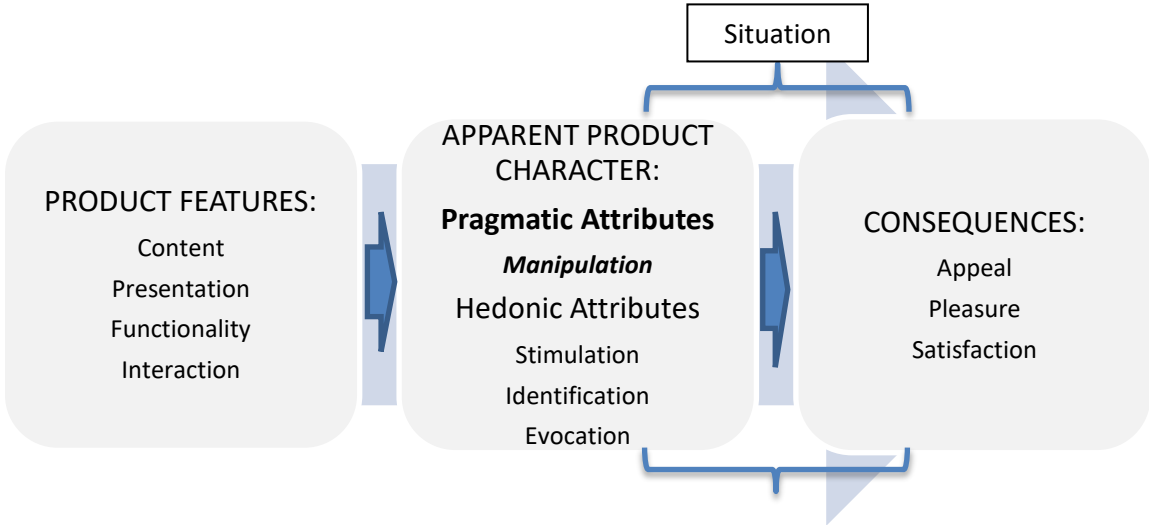 Situation
PRODUCT FEATURES:
Content
Presentation
Functionality
Interaction
APPARENT PRODUCT
CHARACTER:
Pragmatic Attributes
Manipulation
Hedonic Attributes
Stimulation
Identification
Evocation
CONSEQUENCES:
Appeal
Pleasure
Satisfaction